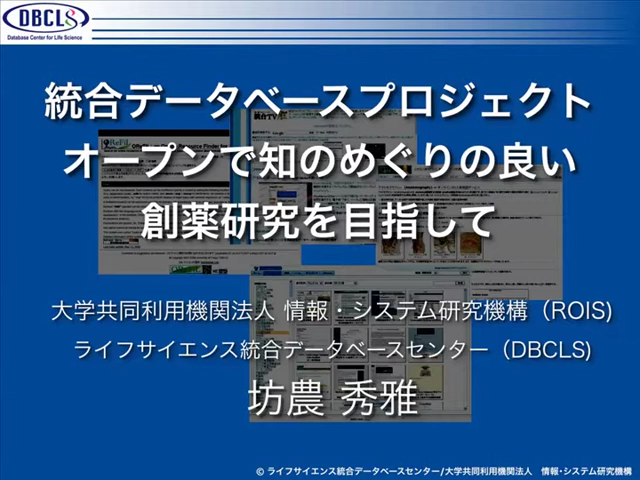 DBCLS
Database Center for Life Science
統合データベースプロジェクト
オープンで知のめぐりの良い
創薬研究を目指して
大学共同利用機関法人 情報・システム研究機構（ROIS)
ライフサイエンス統合データベースセンター（DBCLS)
坊農 秀雅
© ライフサイエンス統合データベースセンター/大学共同利用機関法人　情報・システム研究機構